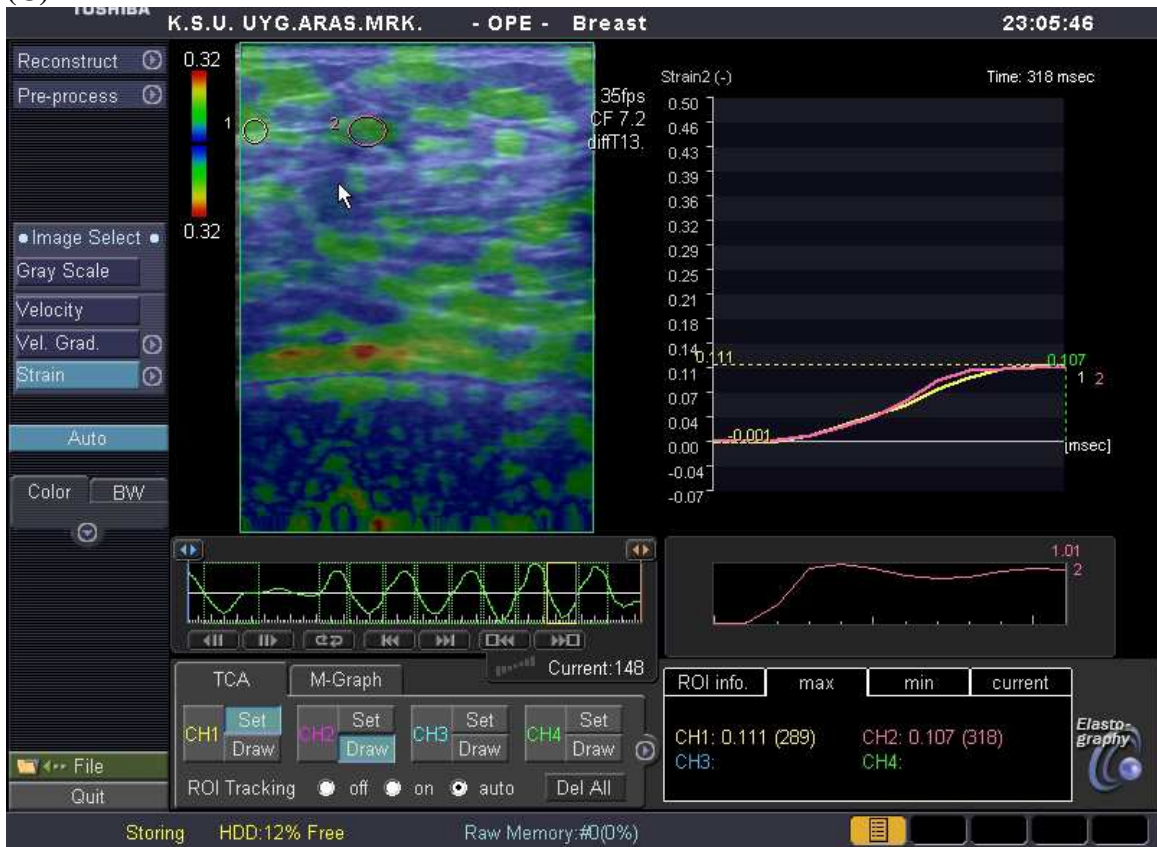 TOSHIBA
K.S.U. UYG.ARAS.MRK. - OPE - Breast 23:05:46
Reconstruct
Pre-process
Image Select
Gray Scale
Velocity
Vel. Grad.
Strain
Auto
Color BW
File
Quit
0.32
0.32
1
2
35fps
CF 7.2
diffT13.
Strain2 (-) Time: 318 msec
0.50
0.46
0.43
0.39
0.36
0.32
0.29
0.25
0.21
0.18
0.14
0.11
0.07
0.04
0.00
-0.04
-0.07
0.111
0.107
1 2
-0.001
[msec]
1.01
2
Current:148
TCA M-Graph
CH1 Set Draw
CH2 Set Draw
CH3 Set Draw
CH4 Set Draw
ROI Tracking off on auto Del All
ROI info. max min current
CH1: 0.111 (289) CH2: 0.107 (318)
CH3: CH4:
Elasto-
graphy
Storing HDD:12% Free Raw Memory:#0(0%)